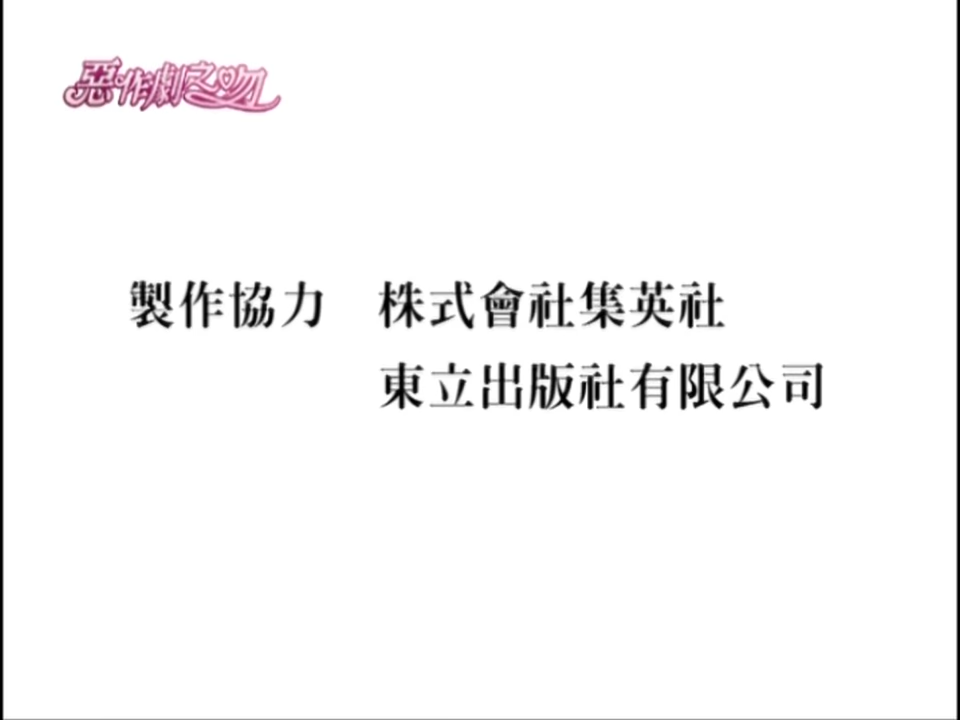 惡作劇之吻
製作協力　株式會社集英社
東立出版社有限公司